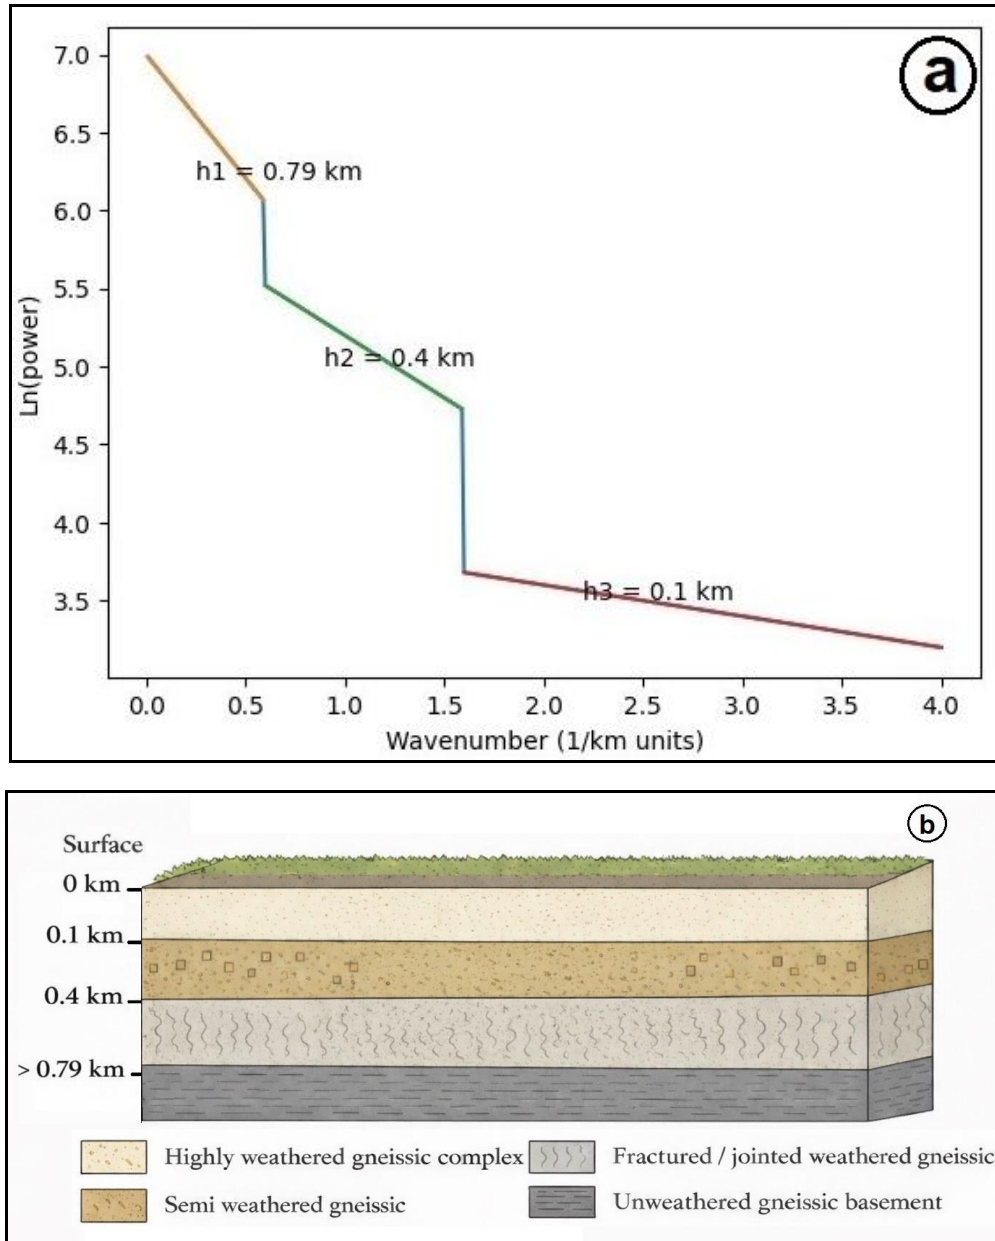 a
7.0
6.5
h1 = 0.79 km
6.0
5.5
h2 = 0.4 km
5.0
4.5
4.0
h3 = 0.1 km
3.5
Ln(power)
0.0 0.5 1.0 1.5 2.0 2.5 3.0 3.5 4.0
Wavenumber (1/km units)
b
Surface
0 km
0.1 km
0.4 km
> 0.79 km
Highly weathered gneissic complex
Fractured / jointed weathered gneissic
Semi weathered gneissic
Unweathered gneissic basement